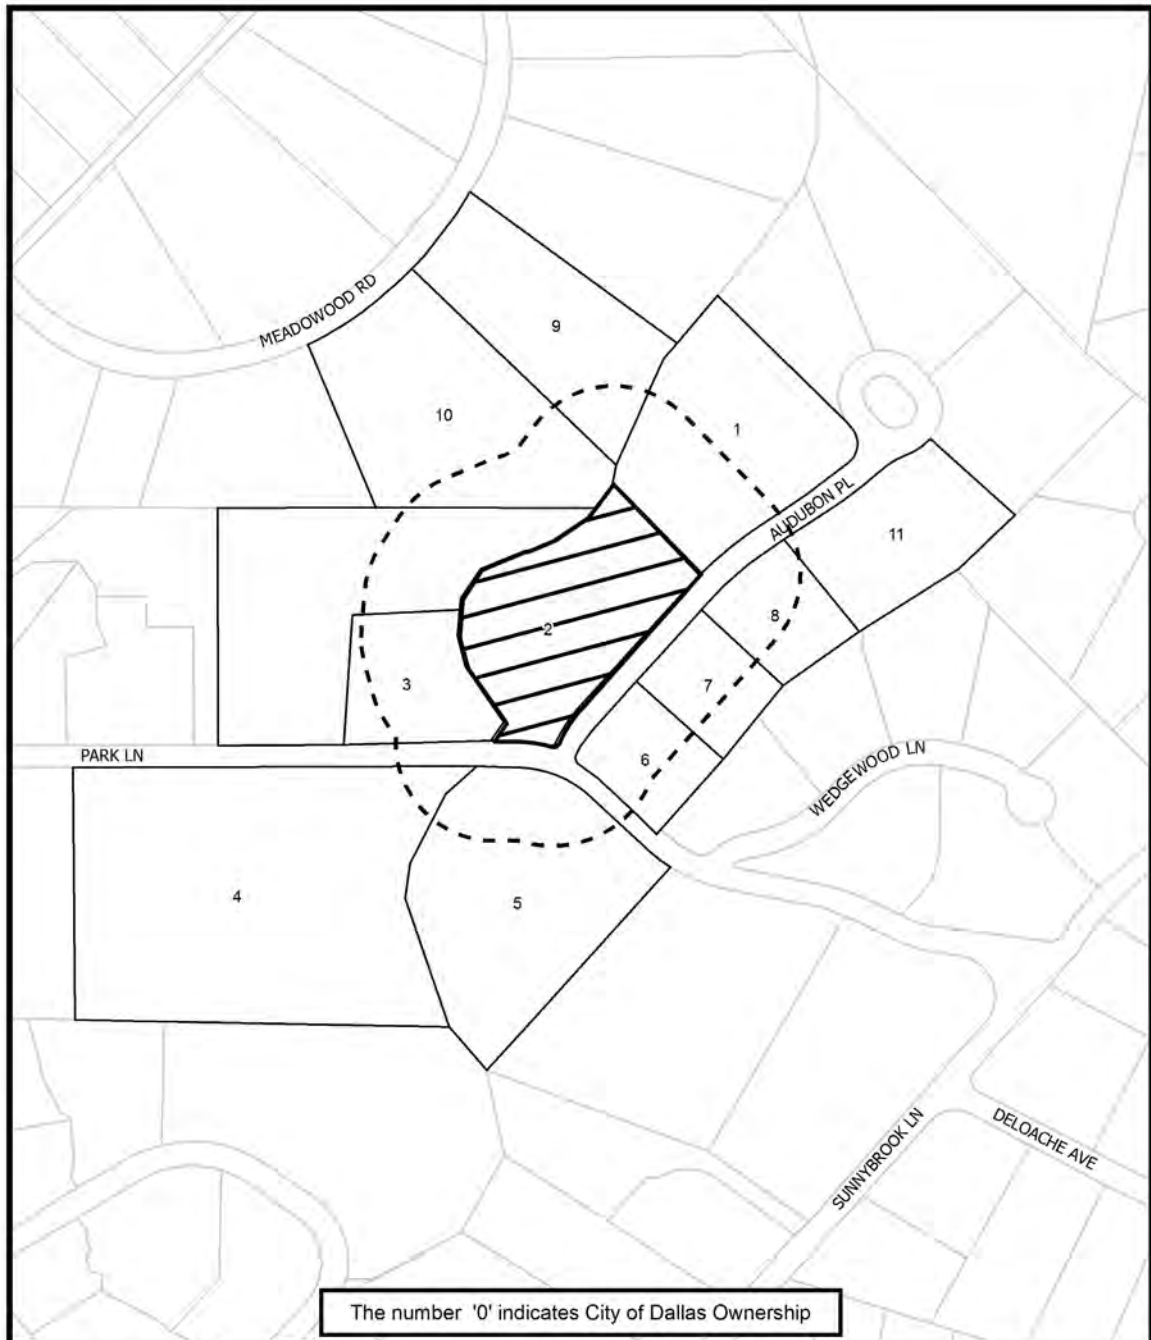 MEADOWOOD RD
9
10
1
AUDUBON PL
11
8
2
3
7
PARK LN
6
WEDGEWOOD LN
4
5
SUNNYBROOK LN
DELOACHE AVE
The number '0' indicates City of Dallas Ownership